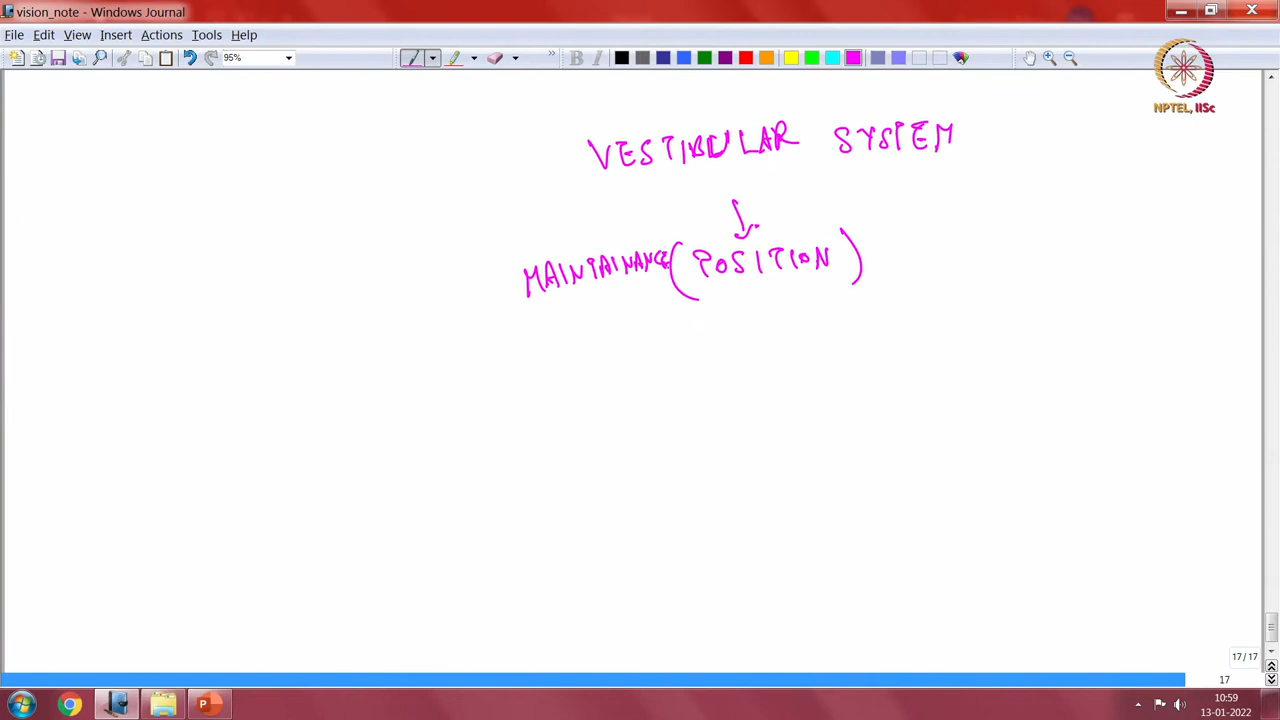 vision_note - Windows Journal
File Edit View Insert Actions Tools Help
95% B I
NPTEL, IISc
VESTIBULAR SYSTEM
MAINTAINANCE (POSITION)
17 / 17
17
10:59
13-01-2022